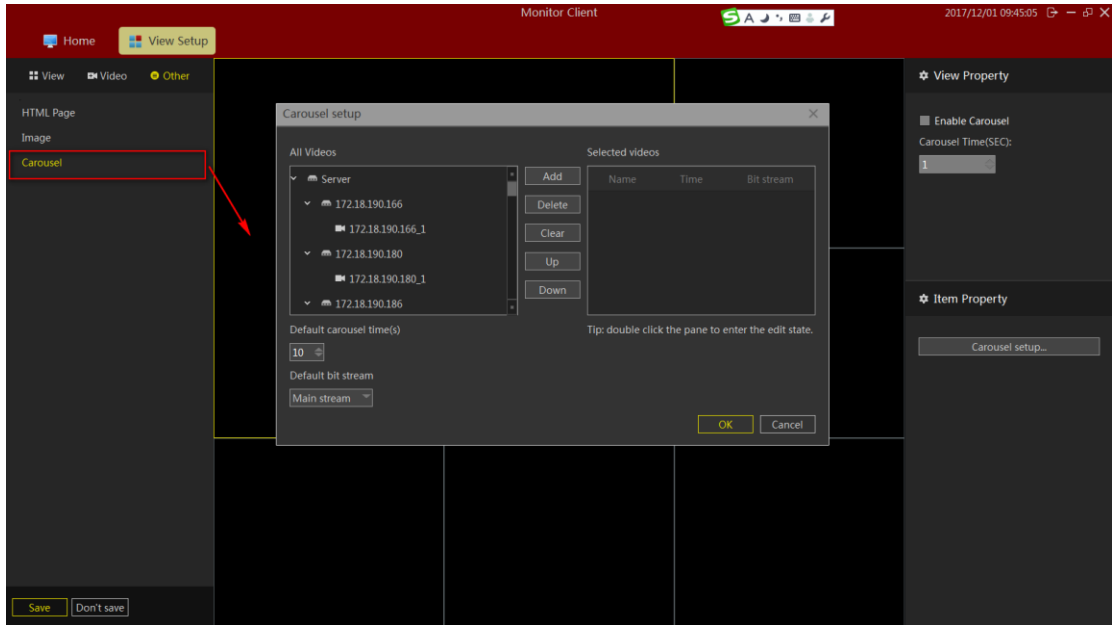 Monitor Client
2017/12/01 09:45:05
Home
View Setup
View
Video
Other
HTML Page
Image
Carousel
Carousel setup
All Videos
Server
172.18.190.166
172.18.190.166_1
172.18.190.180
172.18.190.180_1
172.18.190.186
Add
Delete
Clear
Up
Down
Selected videos
Name Time Bit stream
Tip: double click the pane to enter the edit state.
Default carousel time(s)
10
Default bit stream
Main stream
OK
Cancel
View Property
Enable Carousel
Carousel Time(SEC):
1
Item Property
Carousel setup...
Save
Don't save